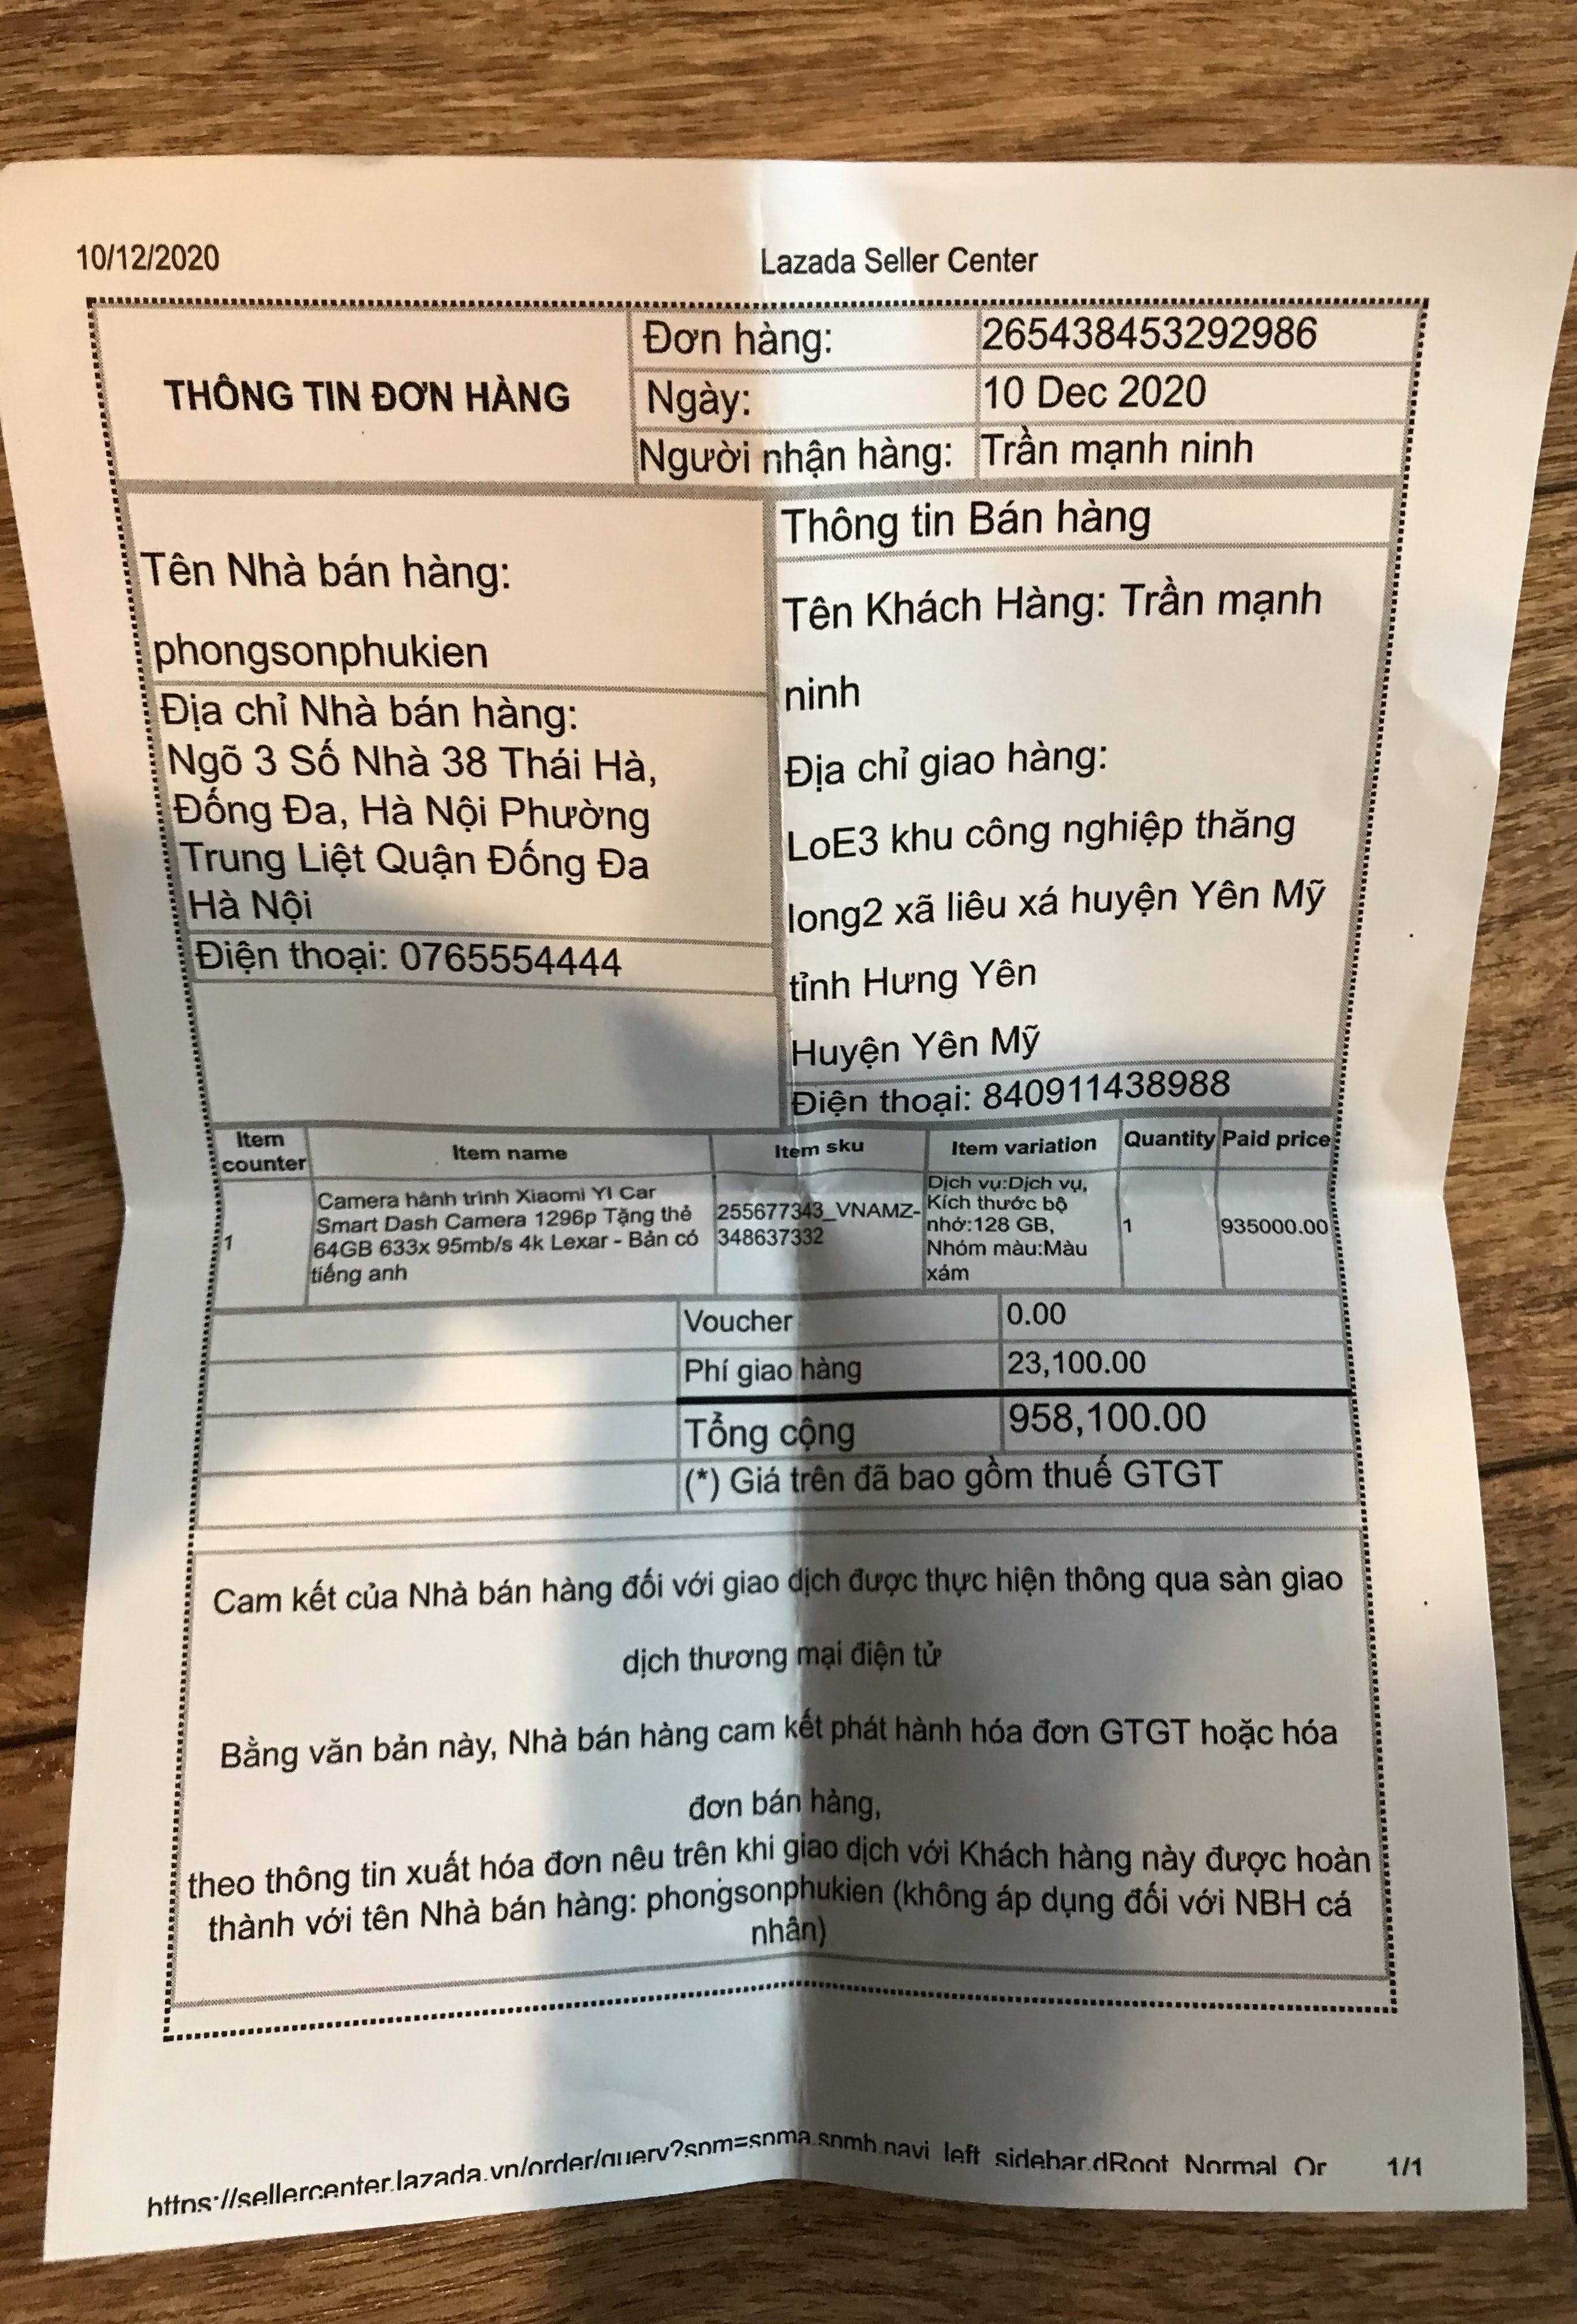 10/12/2020
Lazada Seller Center
THÔNG TIN ĐƠN HÀNG
Đơn hàng: 265438453292986
Ngày: 10 Dec 2020
Người nhận hàng: Trần mạnh ninh
Tên Nhà bán hàng:
phongsonphukien
Địa chỉ Nhà bán hàng:
Ngõ 3 Số Nhà 38 Thái Hà,
Đống Đa, Hà Nội Phường
Trung Liệt Quận Đống Đa
Hà Nội
Điện thoại: 0765554444
Thông tin Bán hàng
Tên Khách Hàng: Trần mạnh
ninh
Địa chỉ giao hàng:
LoE3 khu công nghiệp thăng
long2 xã liêu xá huyện Yên Mỹ
tỉnh Hưng Yên
Huyện Yên Mỹ
Điện thoại: 840911438988
Item
counter
Item name
Item sku
Item variation
Quantity
Paid price
1
Camera hành trình Xiaomi YI Car
Smart Dash Camera 1296p Tặng thẻ
64GB 633x 95mb/s 4k Lexar - Bản có
tiếng anh
255677343_VNAMZ-
348637332
Dịch vụ:Dịch vụ,
Kích thước bộ
nhớ:128 GB,
Nhóm màu:Màu
xám
1
935000.00
Voucher 0.00
Phí giao hàng 23,100.00
Tổng cộng 958,100.00
(*) Giá trên đã bao gồm thuế GTGT
Cam kết của Nhà bán hàng đối với giao dịch được thực hiện thông qua sàn giao
dịch thương mại điện tử
Bằng văn bản này, Nhà bán hàng cam kết phát hành hóa đơn GTGT hoặc hóa
đơn bán hàng,
theo thông tin xuất hóa đơn nêu trên khi giao dịch với Khách hàng này được hoàn
thành với tên Nhà bán hàng: phongsonphukien (không áp dụng đối với NBH cá
nhân)
https://sellercenter.lazada.vn/order/query?spm=spma.spmb.navi_left_sidebar.dRoot_Normal_Or
1/1